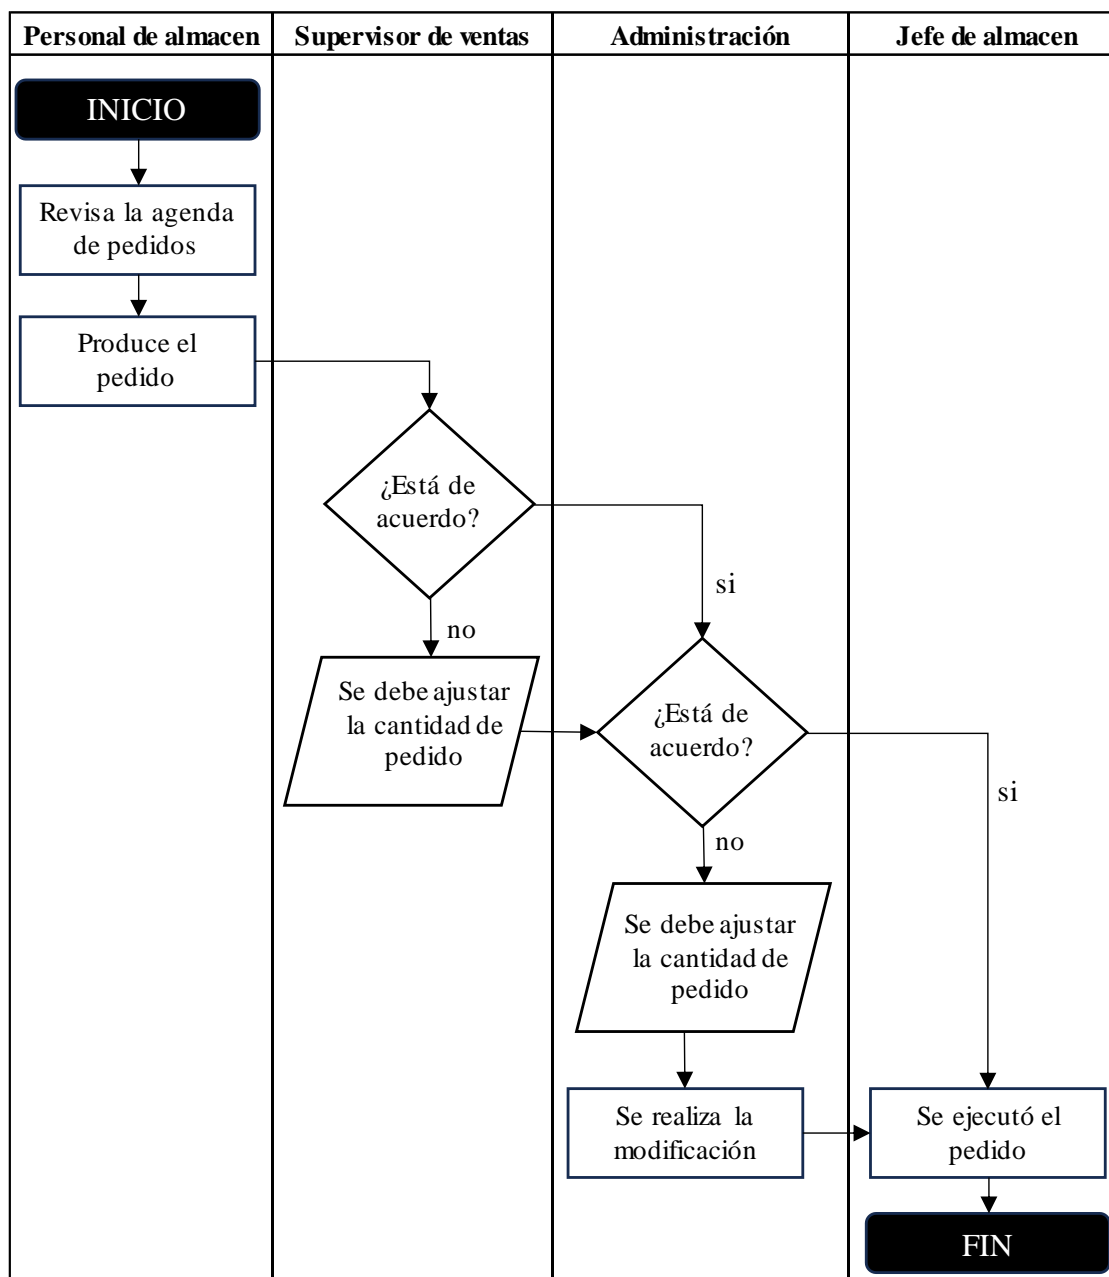 Personal de almacen
Supervisor de ventas
Administración
Jefe de almacen
INICIO
Revisa la agenda
de pedidos
Produce el
pedido
¿Está de
acuerdo?
si
no
Se debe ajustar
la cantidad de
pedido
¿Está de
acuerdo?
si
no
Se debe ajustar
la cantidad de
pedido
Se realiza la
modificación
Se ejecutó el
pedido
FIN